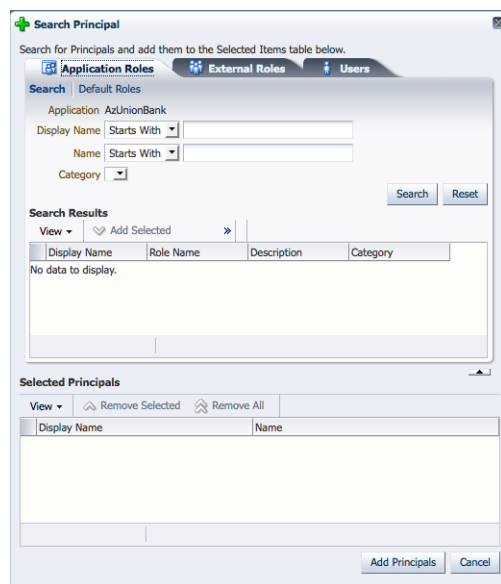 Search Principal
Search for Principals and add them to the Selected Items table below.
Application Roles External Roles Users
Search Default Roles
Application AzUnionBank
Display Name Starts With
Name Starts With
Category
Search Reset
Search Results
View Add Selected »
Display Name Role Name Description Category
No data to display.
Selected Principals
View Remove Selected Remove All
Display Name Name
Add Principals Cancel